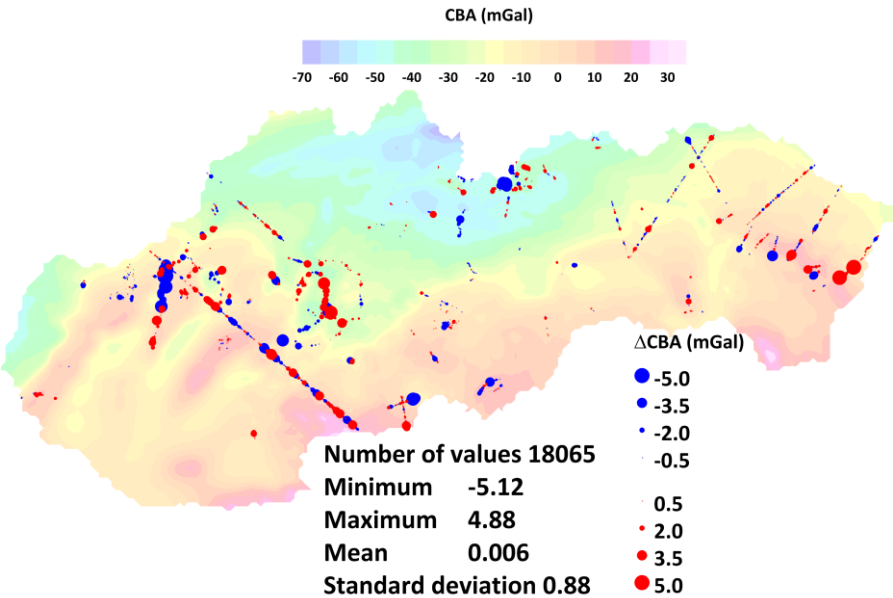 CBA (mGal)
-70 -60 -50 -40 -30 -20 -10 0 10 20 30
ΔCBA (mGal)
-5.0
-3.5
-2.0
-0.5
0.5
2.0
3.5
5.0
Number of values 18065
Minimum -5.12
Maximum 4.88
Mean 0.006
Standard deviation 0.88